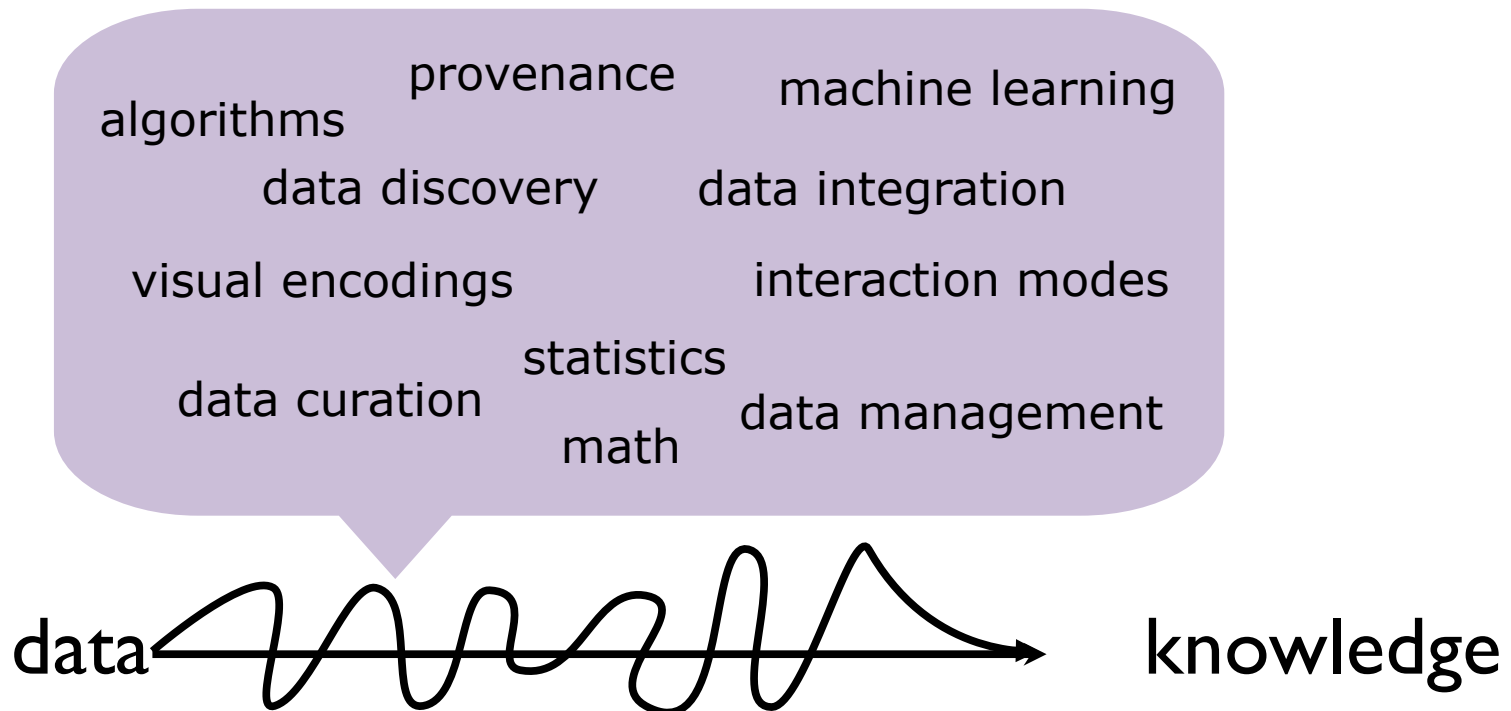 provenance
machine learning
algorithms
data discovery
data integration
visual encodings
interaction modes
statistics
data curation
data management
math
data
knowledge